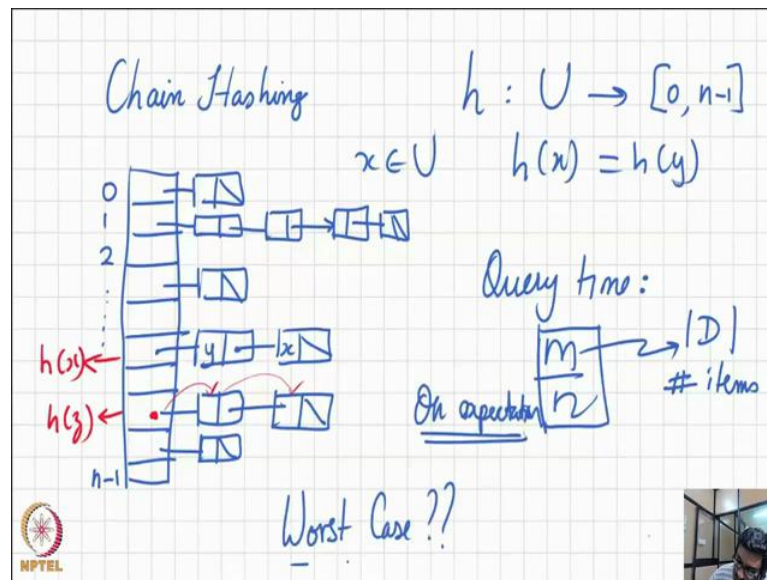 Chain Hashing
h : U → [0, n-1]
x ∈ U h(x) = h(y)
0
1
2
Query time:
m
n
|D|
# items
On expectation
h(x)
y
x
h(z)
n-1
Worst Case ??
NPTEL